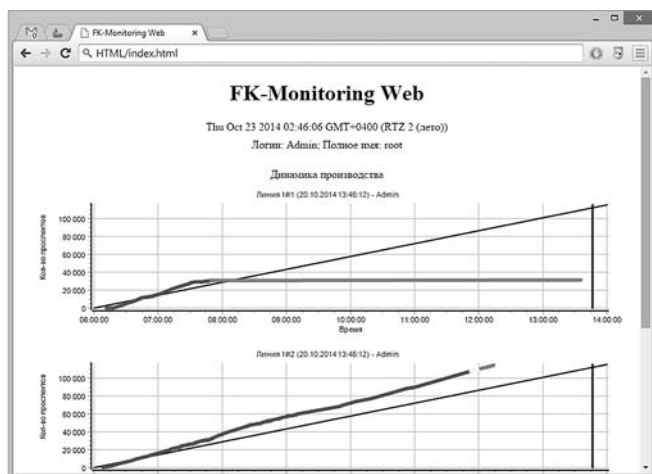 FK-Monitoring Web
HTML/index.html
FK-Monitoring Web
Thu Oct 23 2014 02:46:06 GMT+0400 (RTZ 2 (лето))
Логин: Admin; Полное имя: root
Динамика производства
Линия №1 (20.10.2014 13:46:12) - Admin
Кол-во проспектов
100 000
80 000
60 000
40 000
20 000
0
06:00:00 07:00:00 08:00:00 09:00:00 10:00:00 11:00:00 12:00:00 13:00:00 14:00:00
Время
Линия №2 (20.10.2014 13:46:12) - Admin
Кол-во проспектов
100 000
80 000
60 000
40 000
20 000
0